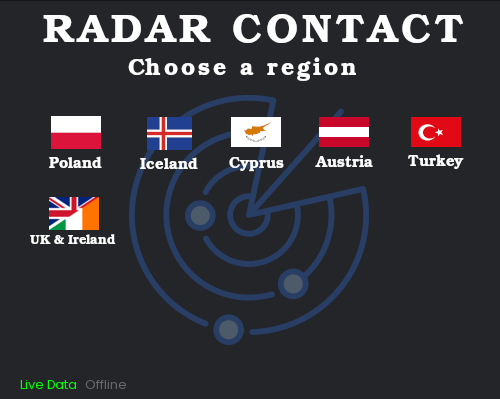 RADAR CONTACT
Choose a region
Poland Iceland Cyprus Austria Turkey
UK & Ireland
Live Data Offline